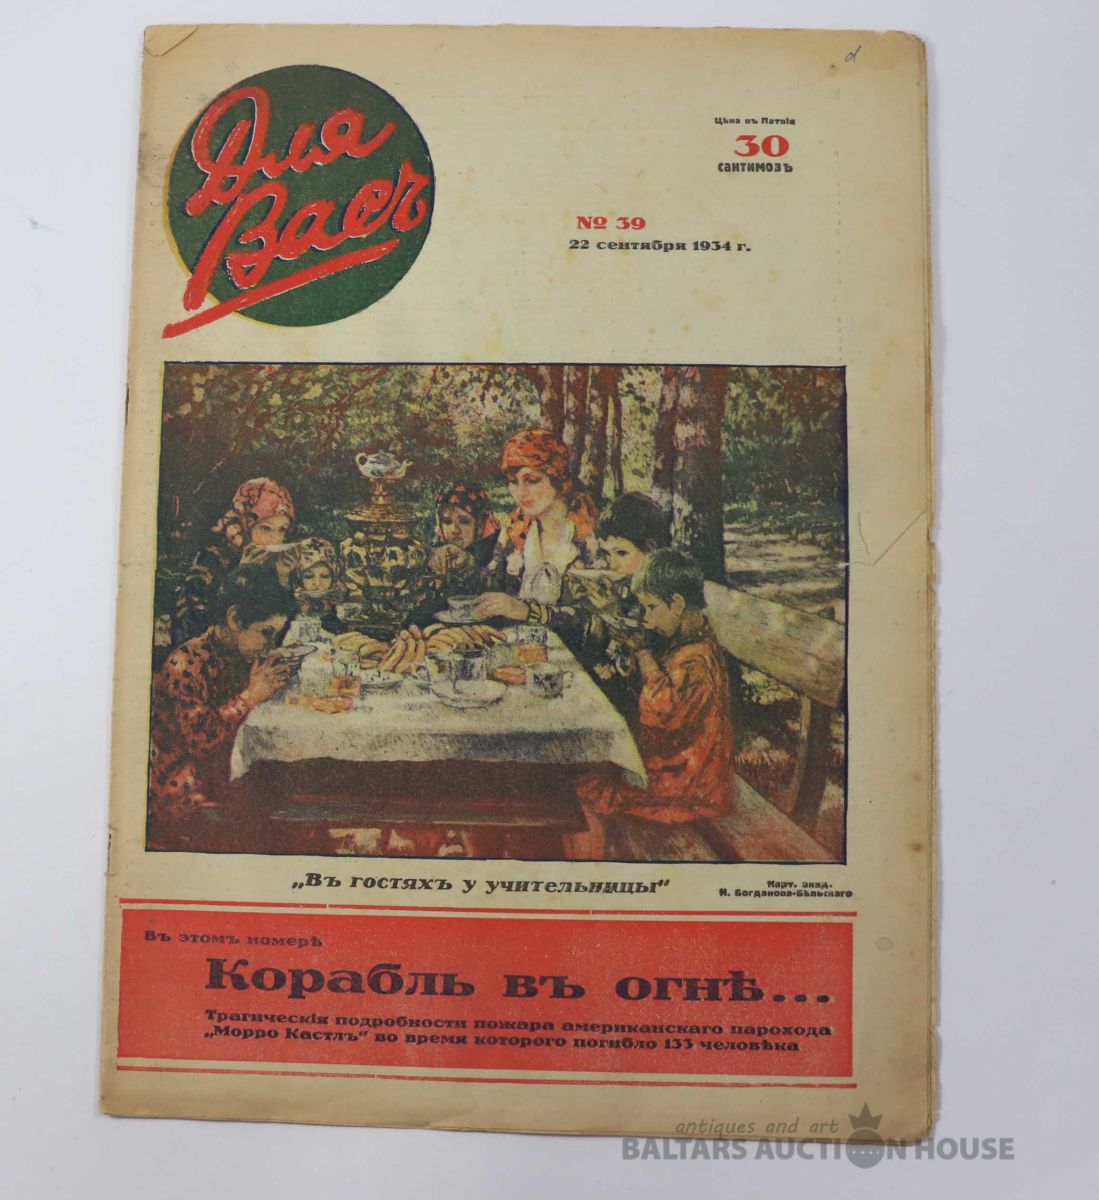 Для
Васъ
d
Цѣна въ Латвіи
30
сантимовъ
№ 39
22 сентября 1934 г.
„Въ гостяхъ у учительницы“
Карт. акад.
Н. Богданова-Бѣльскаго
Въ этомъ номерѣ
Корабль въ огнѣ...
Трагическія подробности пожара американскаго парохода
„Морро Кастлъ“ во время которого погибло 133 человѣка
antiques and art
BALTARS AUCTION HOUSE